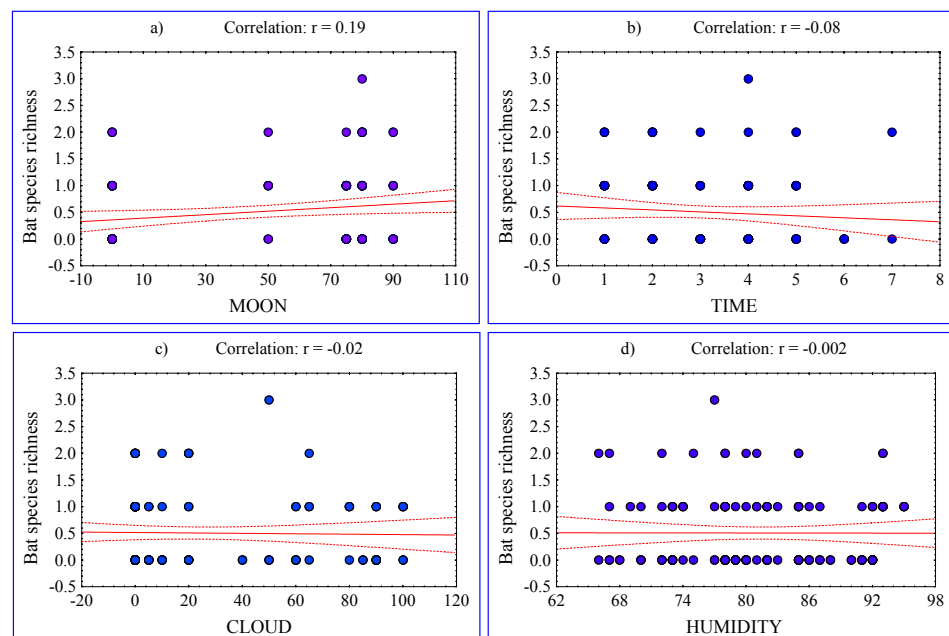 a) Correlation: r = 0.19
3.5
3.0
2.5
2.0
1.5
1.0
0.5
0.0
-0.5
Bat species richness
-10 10 30 50 70 90 110
MOON
b) Correlation: r = -0.08
3.5
3.0
2.5
2.0
1.5
1.0
0.5
0.0
-0.5
Bat species richness
0 1 2 3 4 5 6 7 8
TIME
c) Correlation: r = -0.02
3.5
3.0
2.5
2.0
1.5
1.0
0.5
0.0
-0.5
Bat species richness
-20 0 20 40 60 80 100 120
CLOUD
d) Correlation: r = -0.002
3.5
3.0
2.5
2.0
1.5
1.0
0.5
0.0
-0.5
Bat species richness
62 68 74 80 86 92 98
HUMIDITY